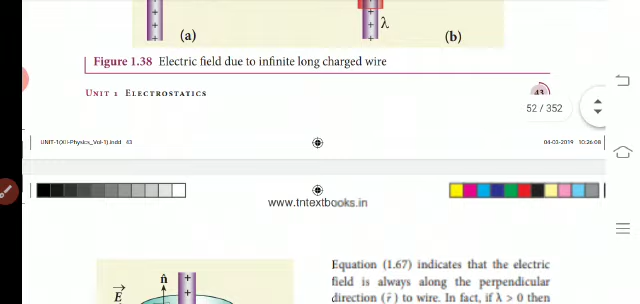 + +
+ + λ
+ +
(a) (b)
Figure 1.38 Electric field due to infinite long charged wire
UNIT 1 ELECTROSTATICS 43
52 / 352
UNIT-1(XII-Physics_Vol-1).indd 43 04-03-2019 10:26:08
www.tntextbooks.in
n̂
+
E⃗ +
Equation (1.67) indicates that the electric
field is always along the perpendicular
direction (r̂) to wire. In fact, if λ > 0 then